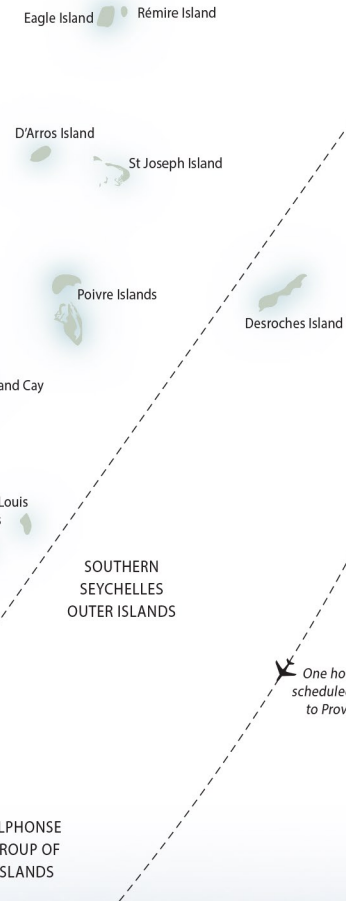 Eagle Island
Rémire Island
D'Arros Island
St Joseph Island
Poivre Islands
Desroches Island
and Cay
Louis
SOUTHERN
SEYCHELLES
OUTER ISLANDS
One ho
schedule
to Prov
LPHONSE
ROUP OF
SLANDS